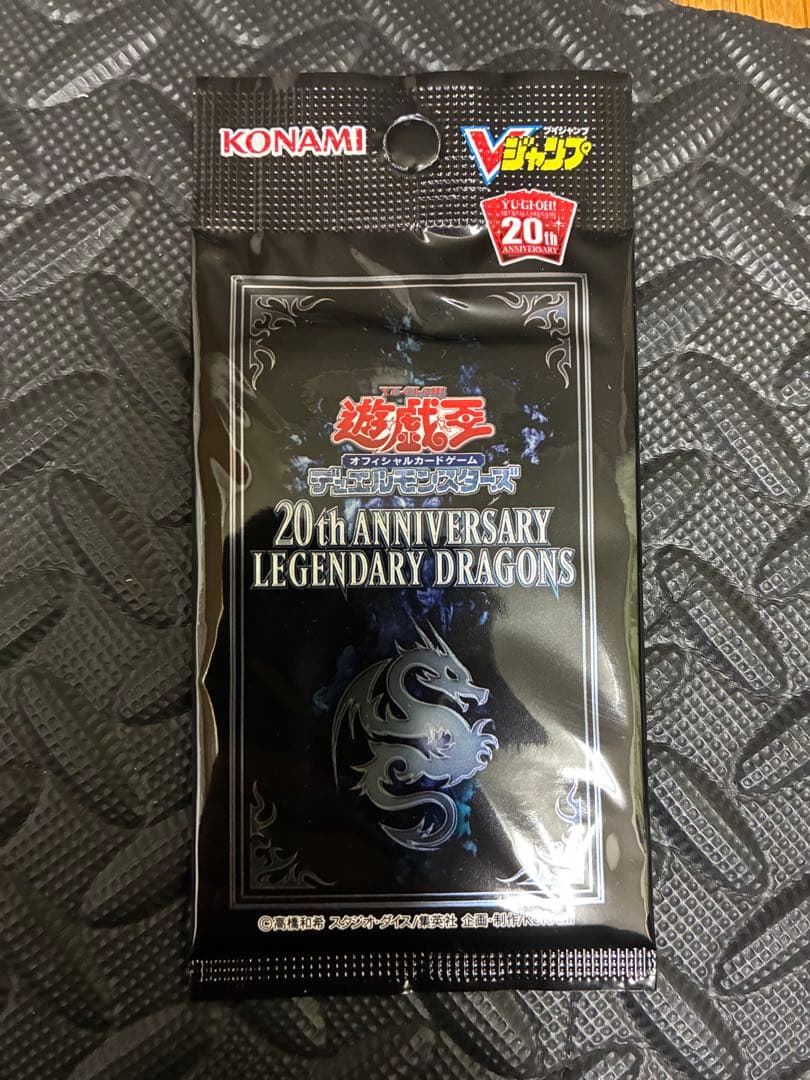 KONAMI
ブイジャンプ
Vジャンプ
YU-GI-OH!
20th
ANNIVERSARY
YU-GI-OH!
遊戯王
オフィシャルカードゲーム
デュエルモンスターズ
20th ANNIVERSARY
LEGENDARY DRAGONS
©高橋和希 スタジオ・ダイス/集英社 企画・制作/KONAMI